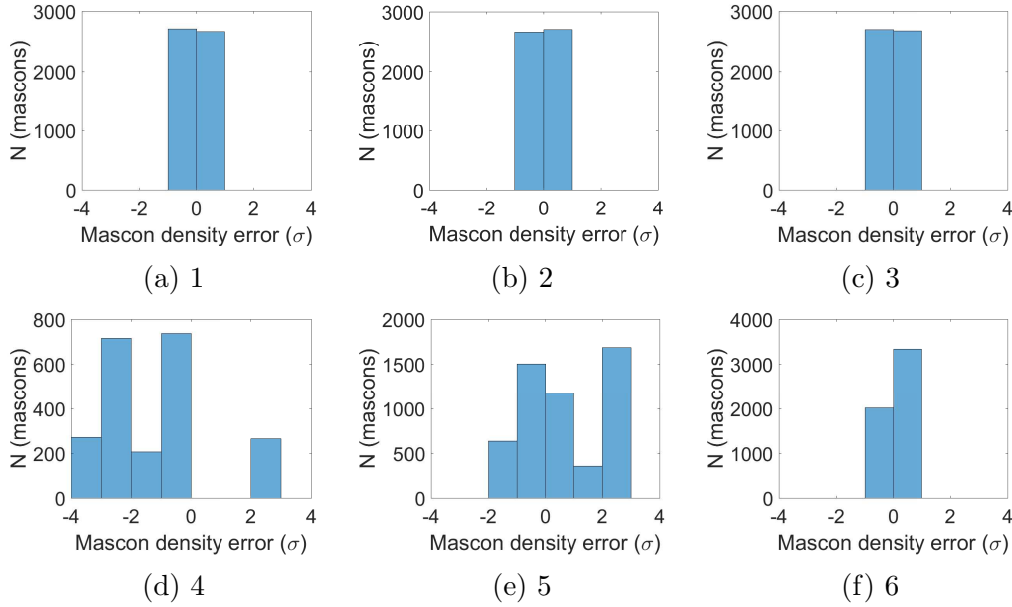 3000
2000
1000
0
N (mascons)
-4 -2 0 2 4
Mascon density error (σ)
(a) 1
3000
2000
1000
0
N (mascons)
-4 -2 0 2 4
Mascon density error (σ)
(b) 2
3000
2000
1000
0
N (mascons)
-4 -2 0 2 4
Mascon density error (σ)
(c) 3
800
600
400
200
0
N (mascons)
-4 -2 0 2 4
Mascon density error (σ)
(d) 4
2000
1500
1000
500
0
N (mascons)
-4 -2 0 2 4
Mascon density error (σ)
(e) 5
4000
3000
2000
1000
0
N (mascons)
-4 -2 0 2 4
Mascon density error (σ)
(f) 6